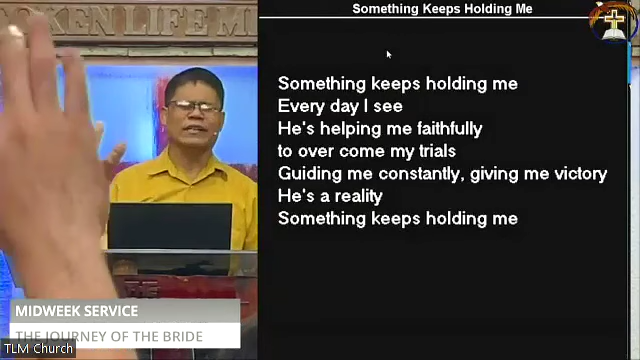 Something Keeps Holding Me
Something keeps holding me
Every day I see
He's helping me faithfully
to over come my trials
Guiding me constantly, giving me victory
He's a reality
Something keeps holding me
OKEN LIFE M
MIDWEEK SERVICE
THE JOURNEY OF THE BRIDE
TLM Church